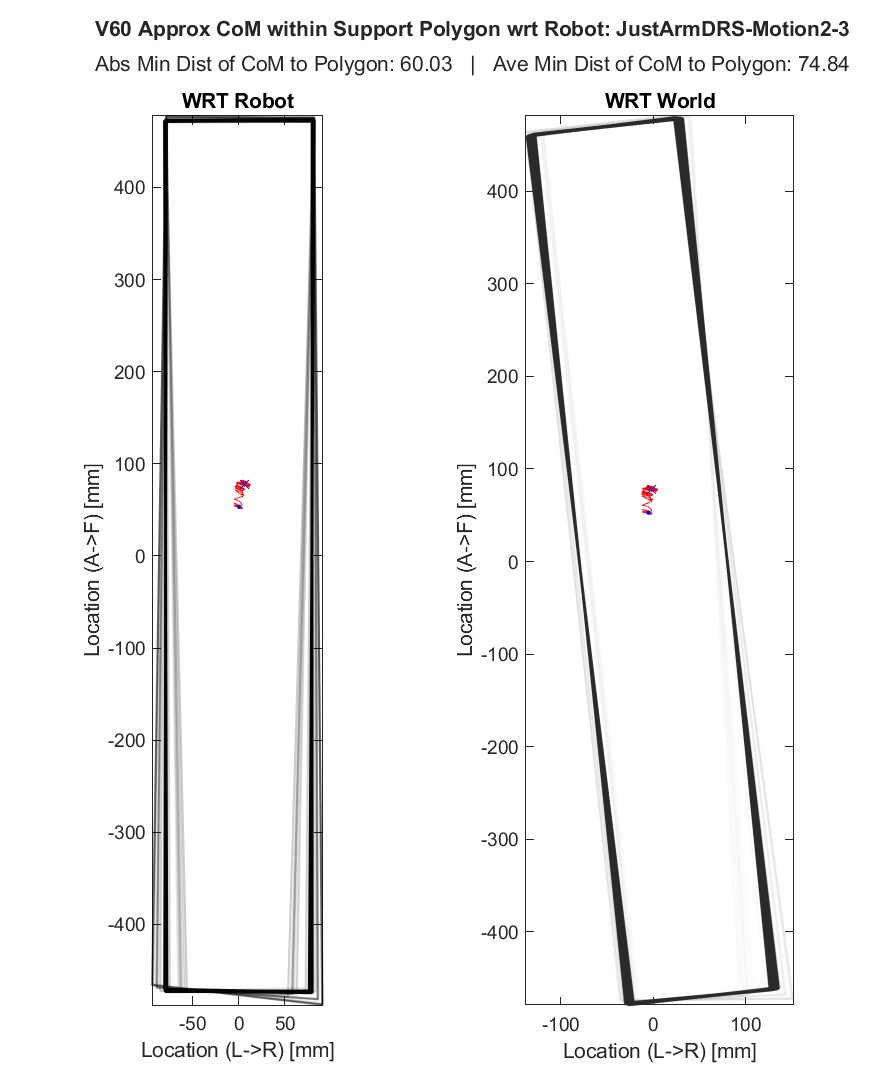 V60 Approx CoM within Support Polygon wrt Robot: JustArmDRS-Motion2-3
Abs Min Dist of CoM to Polygon: 60.03 | Ave Min Dist of CoM to Polygon: 74.84
WRT Robot
Location (A->F) [mm]
400
300
200
100
0
-100
-200
-300
-400
-50 0 50
Location (L->R) [mm]
WRT World
Location (A->F) [mm]
400
300
200
100
0
-100
-200
-300
-400
-100 0 100
Location (L->R) [mm]